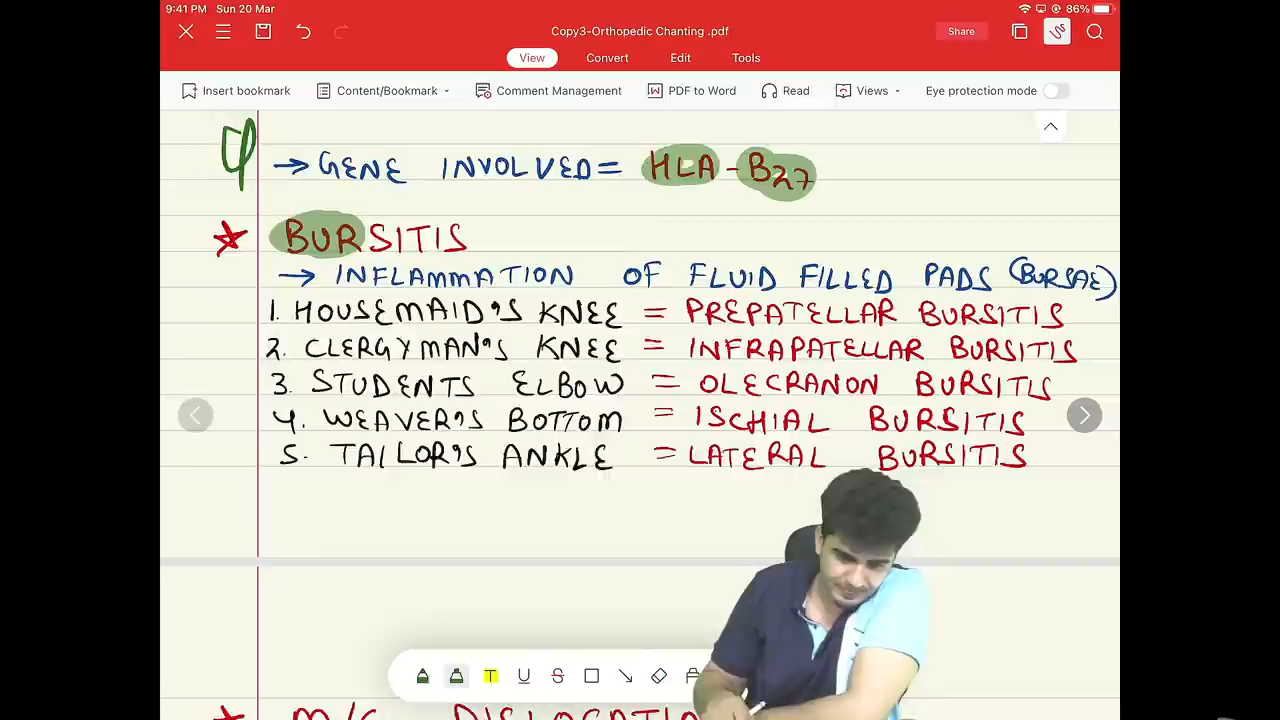 9:41 PM Sun 20 Mar 86%
Copy3-Orthopedic Chanting .pdf
Share
View Convert Edit Tools
Insert bookmark Content/Bookmark Comment Management PDF to Word Read Views Eye protection mode
→ GENE INVOLVED = HLA-B27
BURSITIS
→ INFLAMMATION OF FLUID FILLED PADS (BURSAE)
1. HOUSEMAID'S KNEE = PREPATELLAR BURSITIS
2. CLERGYMAN'S KNEE = INFRAPATELLAR BURSITIS
3. STUDENTS ELBOW = OLECRANON BURSITIS
4. WEAVER'S BOTTOM = ISCHIAL BURSITIS
5. TAILOR'S ANKLE = LATERAL BURSITIS
T U S
M/C DISLOCATIO